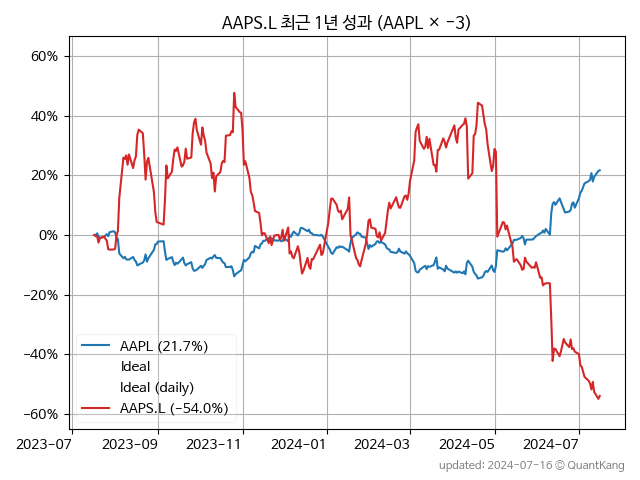 AAPS.L 최근 1년 성과 (AAPL × −3)
60%
40%
20%
0%
−20%
−40%
−60%
AAPL (21.7%)
Ideal
Ideal (daily)
AAPS.L (−54.0%)
2023-07 2023-09 2023-11 2024-01 2024-03 2024-05 2024-07
updated: 2024-07-16 © QuantKang